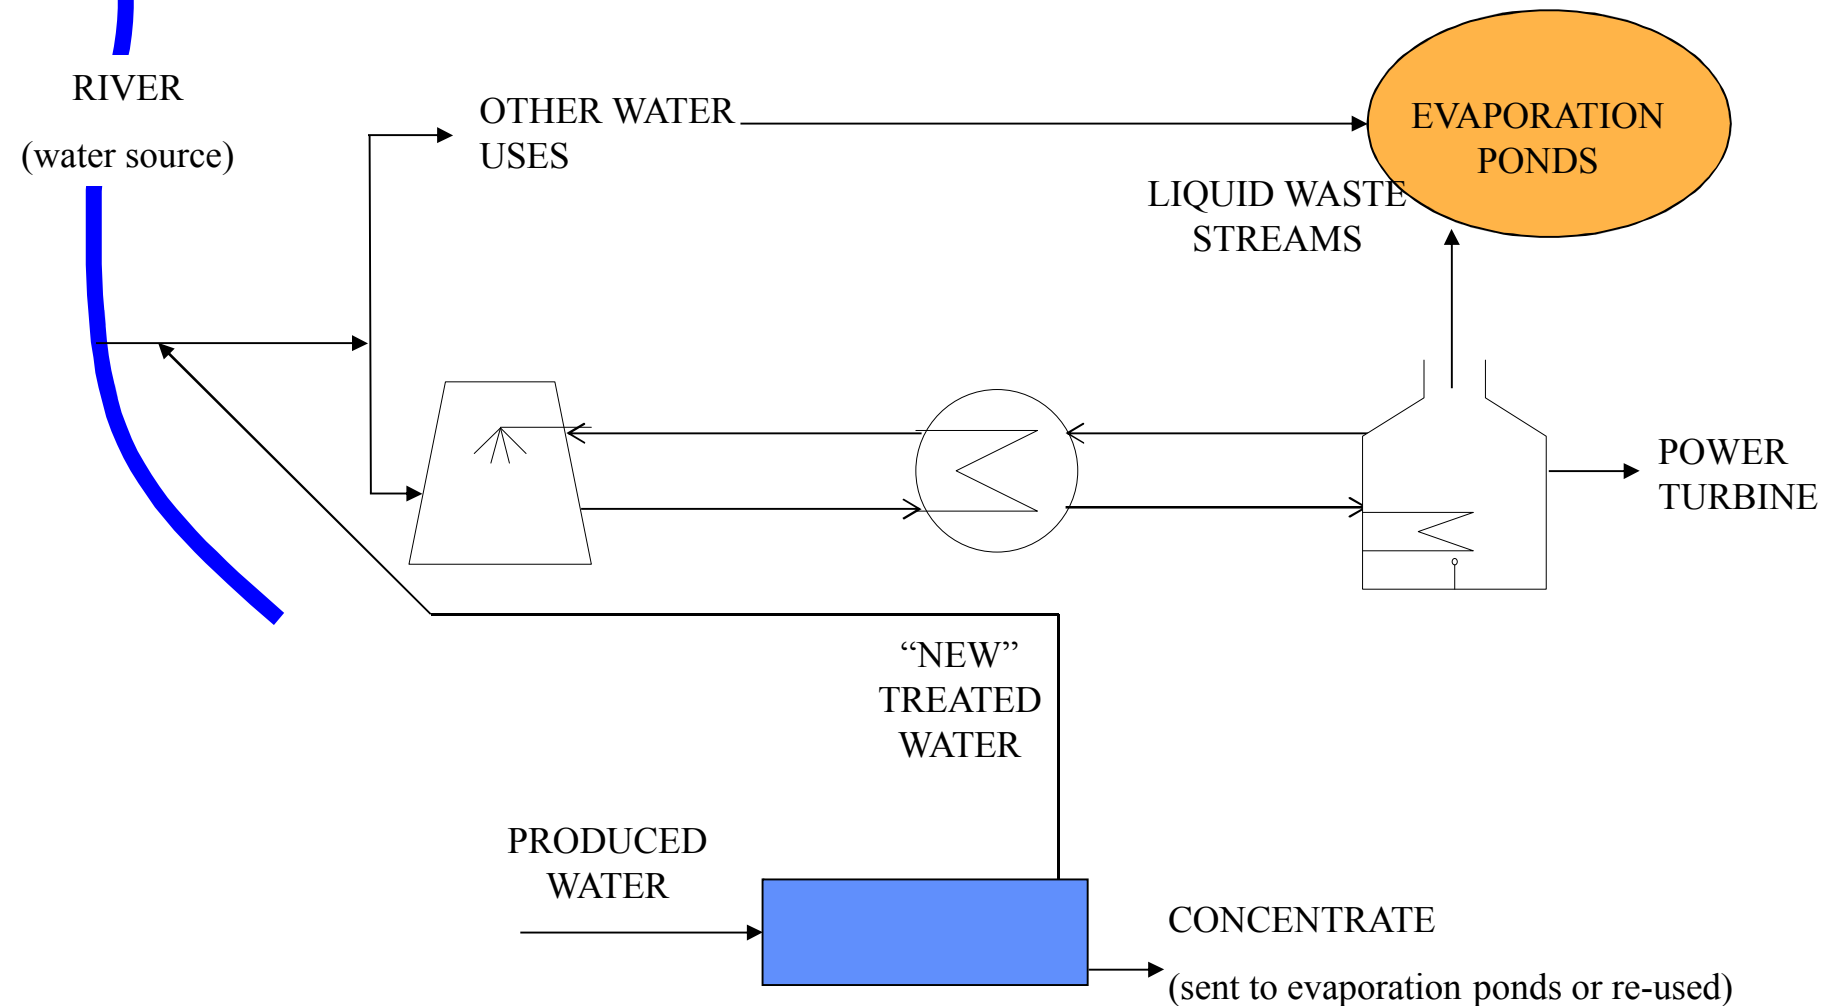 RIVER
(water source)
OTHER WATER
USES
EVAPORATION
PONDS
LIQUID WASTE
STREAMS
POWER
TURBINE
“NEW”
TREATED
WATER
PRODUCED
WATER
CONCENTRATE
(sent to evaporation ponds or re-used)